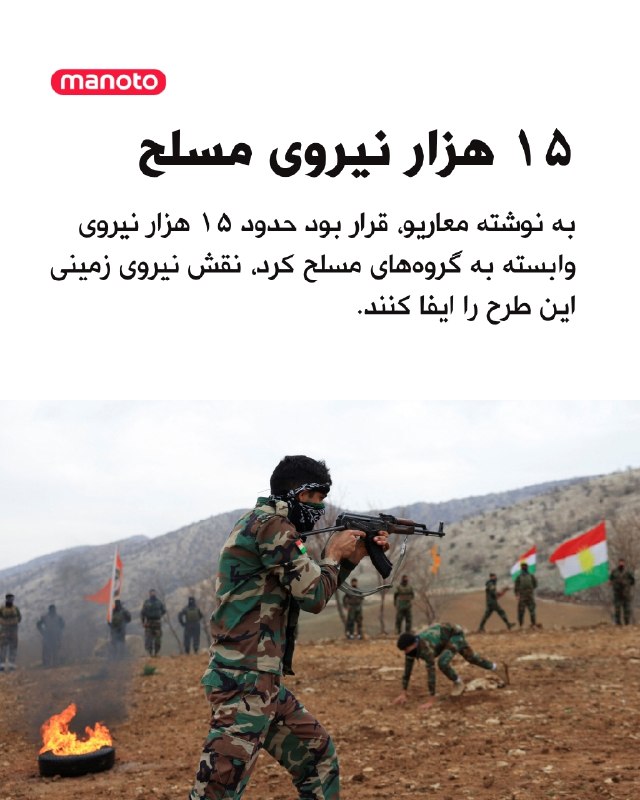 manoto
۱۵ هزار نیروی مسلح
به نوشته معاریو، قرار بود حدود ۱۵ هزار نیروی
وابسته به گروه‌های مسلح کرد، نقش نیروی زمینی
این طرح را ایفا کنند.